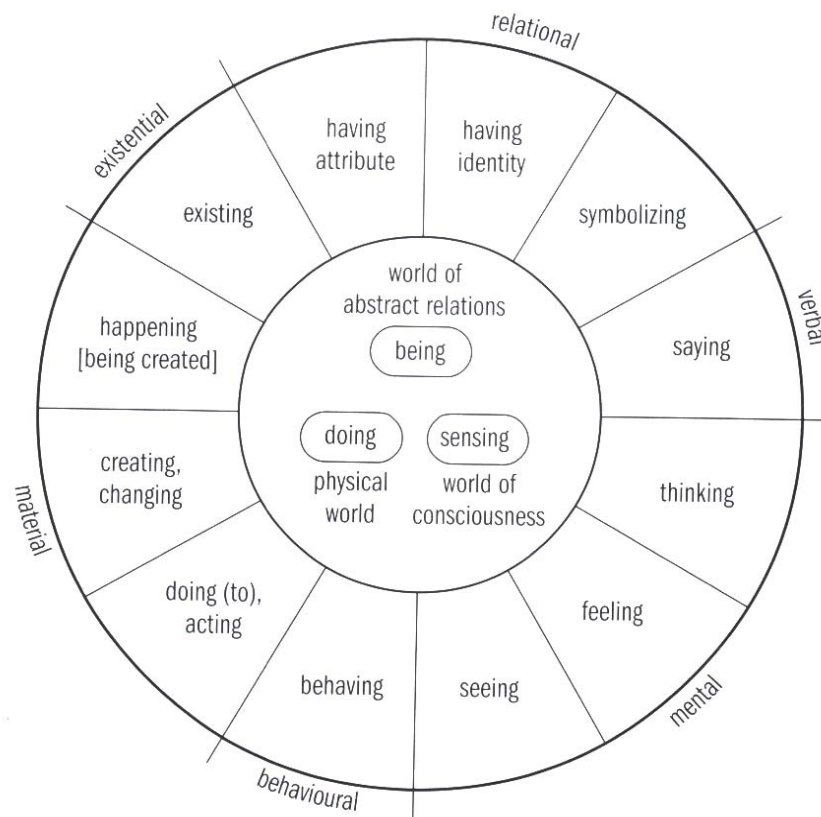 relational
existential
having
attribute
having
identity
existing
symbolizing
verbal
world of
abstract relations
being
happening
[being created]
saying
doing
sensing
physical
world
world of
consciousness
creating,
changing
thinking
material
doing (to),
acting
feeling
behaving
seeing
mental
behavioural